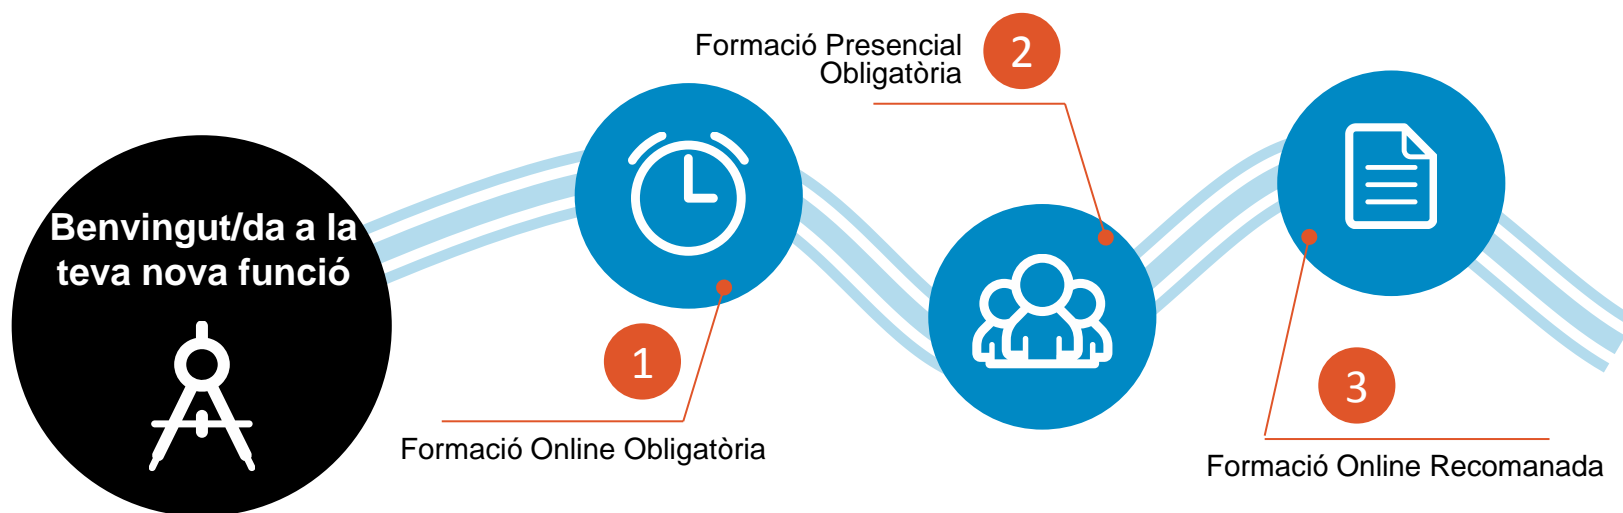 Benvingut/da a la
teva nova funció
1
Formació Online Obligatòria
Formació Presencial
Obligatòria
2
3
Formació Online Recomanada